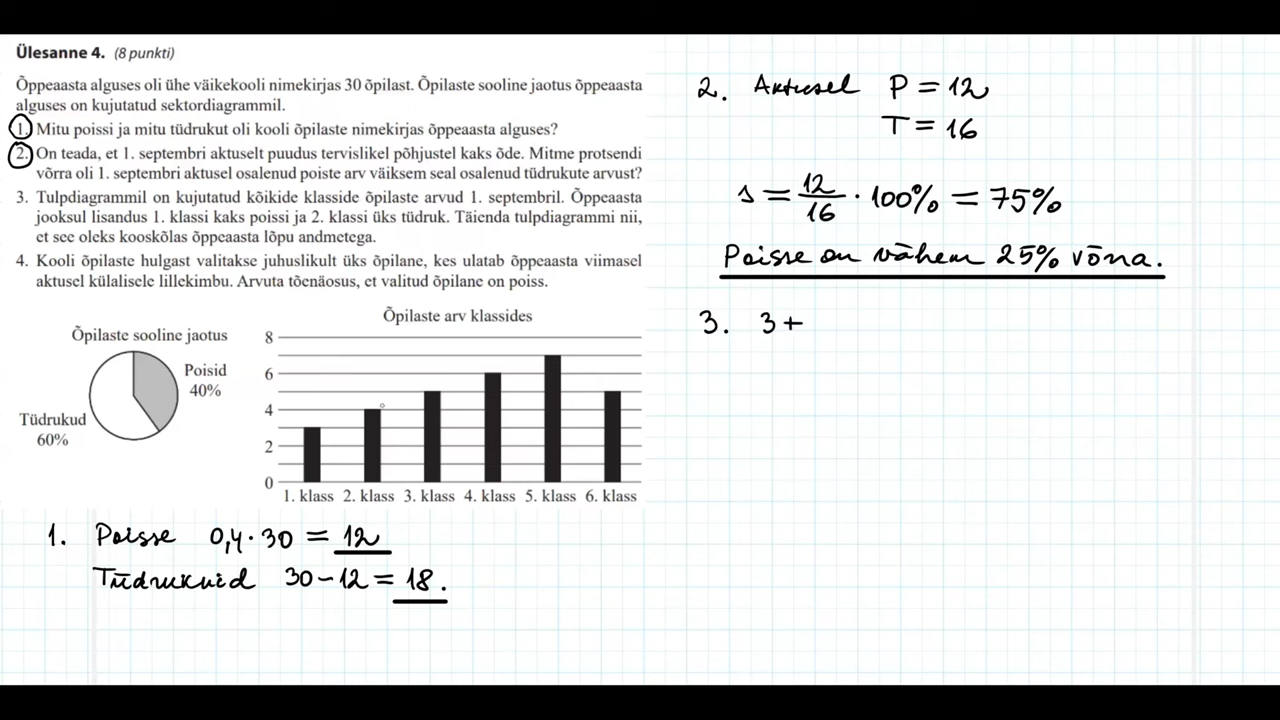 Ülesanne 4. (8 punkti)
Õppeaasta alguses oli ühe väikekooli nimekirjas 30 õpilast. Õpilaste sooline jaotus õppeaasta
alguses on kujutatud sektordiagrammil.
1. Mitu poissi ja mitu tüdrukut oli kooli õpilaste nimekirjas õppeaasta alguses?
2. On teada, et 1. septembri aktuselt puudus tervislikel põhjustel kaks õde. Mitme protsendi
võrra oli 1. septembri aktusel osalenud poiste arv väiksem seal osalenud tüdrukute arvust?
3. Tulpdiagrammil on kujutatud kõikide klasside õpilaste arvud 1. septembril. Õppeaasta
jooksul lisandus 1. klassi kaks poissi ja 2. klassi üks tüdruk. Täienda tulpdiagrammi nii,
et see oleks kooskõlas õppeaasta lõpu andmetega.
4. Kooli õpilaste hulgast valitakse juhuslikult üks õpilane, kes ulatab õppeaasta viimasel
aktusel külalisele lillekimbu. Arvuta tõenäosus, et valitud õpilane on poiss.
Õpilaste sooline jaotus
Poisid
40%
Tüdrukud
60%
Õpilaste arv klassides
8
6
4
2
0
1. klass 2. klass 3. klass 4. klass 5. klass 6. klass
1. Poisse 0,4 · 30 = 12
Tüdrukuid 30 − 12 = 18.
2. Aktusel P = 12
T = 16
s = 12/16 · 100% = 75%
Poisse on vähem 25% võrra.
3. 3 +